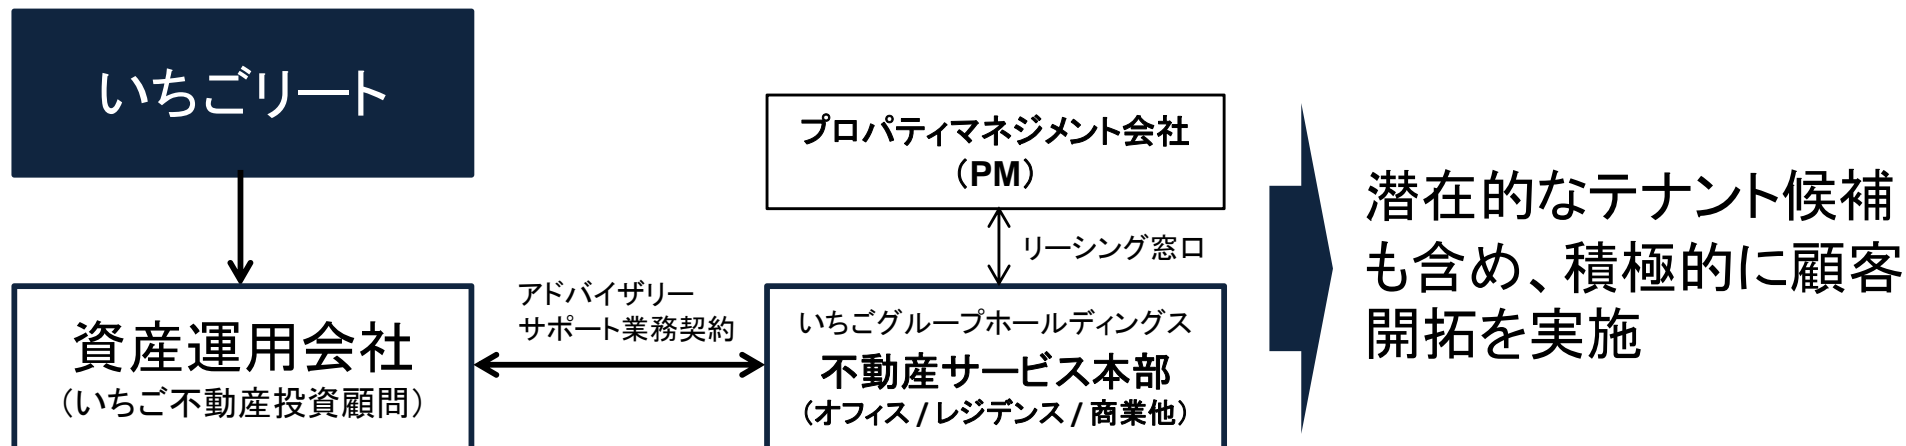 いちごリート
プロパティマネジメント会社
（PM）
リーシング窓口
アドバイザリー
サポート業務契約
資産運用会社
（いちご不動産投資顧問）
いちごグループホールディングス
不動産サービス本部
（オフィス / レジデンス / 商業他）
潜在的なテナント候補
も含め、積極的に顧客
開拓を実施